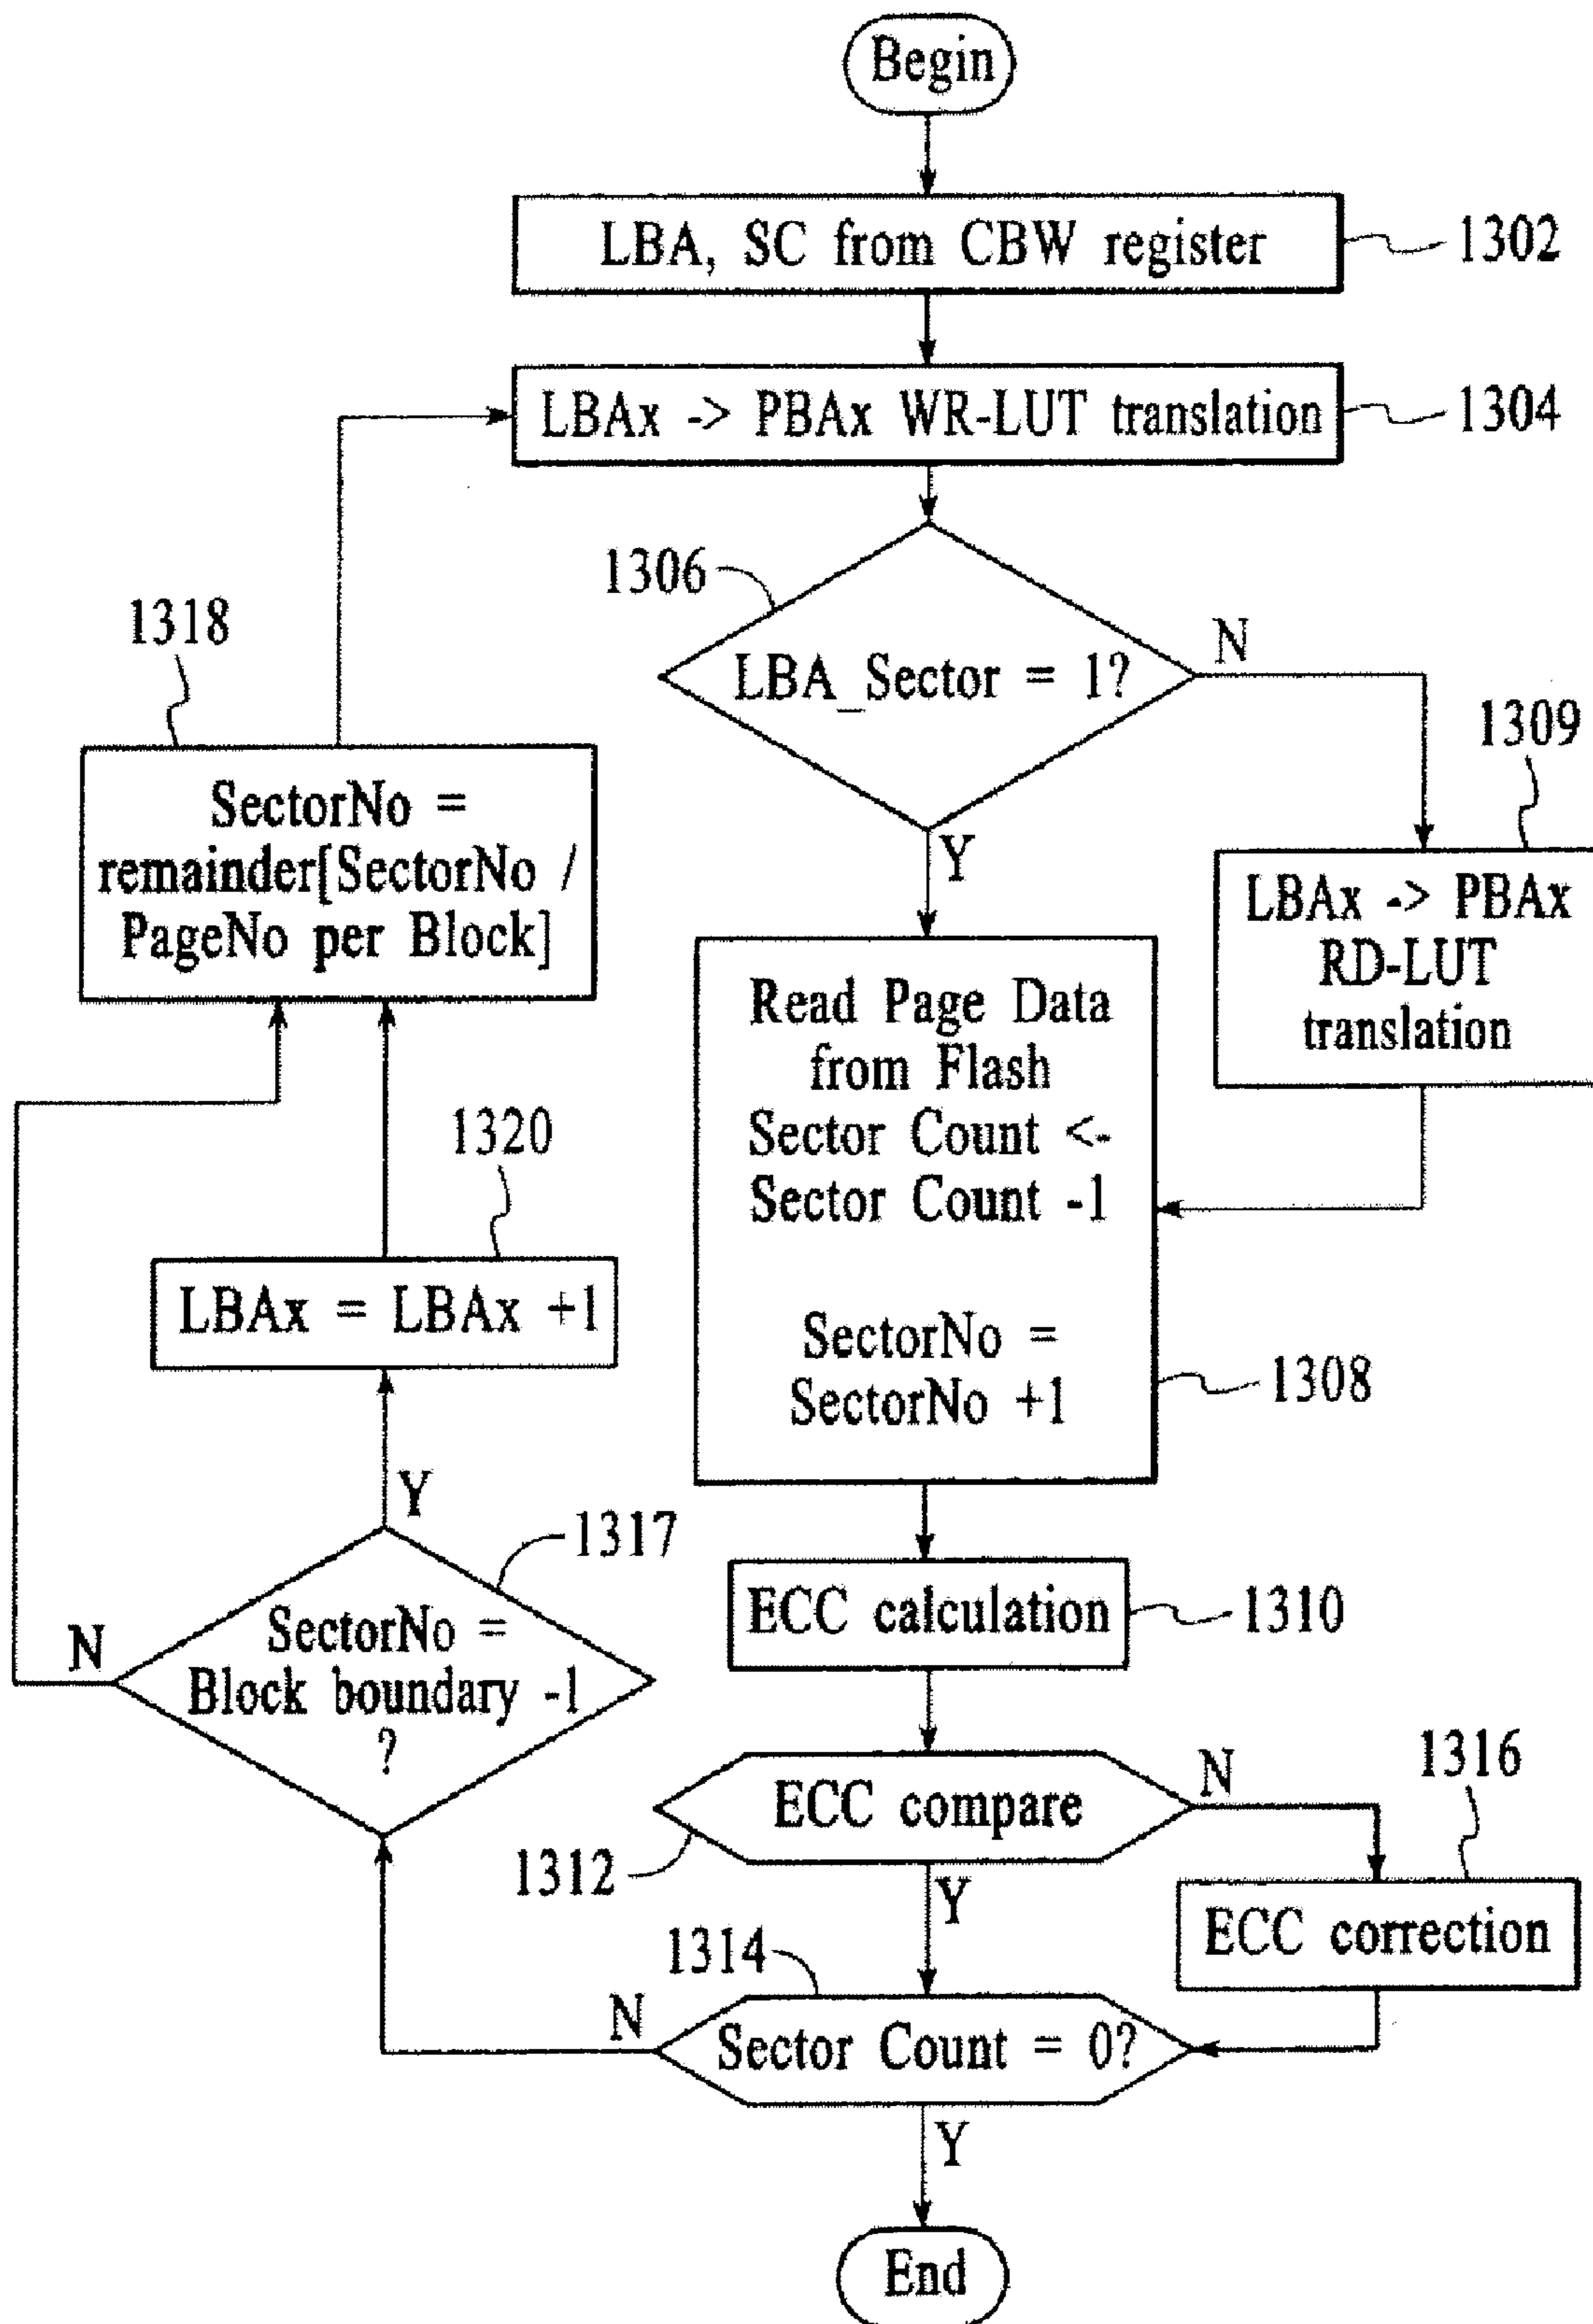 Begin
LBA, SC from CBW register
1302
LBAx -> PBAx WR-LUT translation
1304
1306
LBA_Sector = 1?
N
Y
1318
SectorNo =
remainder[SectorNo /
PageNo per Block]
1309
LBAx -> PBAx
RD-LUT
translation
Read Page Data
from Flash
Sector Count <-
Sector Count -1
SectorNo =
SectorNo +1
1308
1320
LBAx = LBAx +1
Y
1317
SectorNo =
Block boundary -1
?
N
ECC calculation
1310
ECC compare
1312
N
Y
1316
ECC correction
1314
Sector Count = 0?
N
Y
End